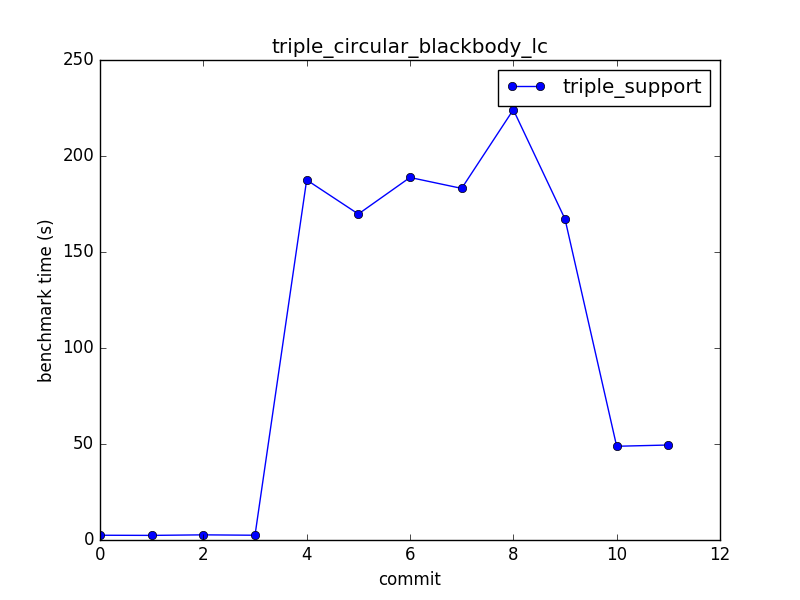 triple_circular_blackbody_lc
triple_support
250
200
150
100
50
0
benchmark time (s)
0 2 4 6 8 10 12
commit